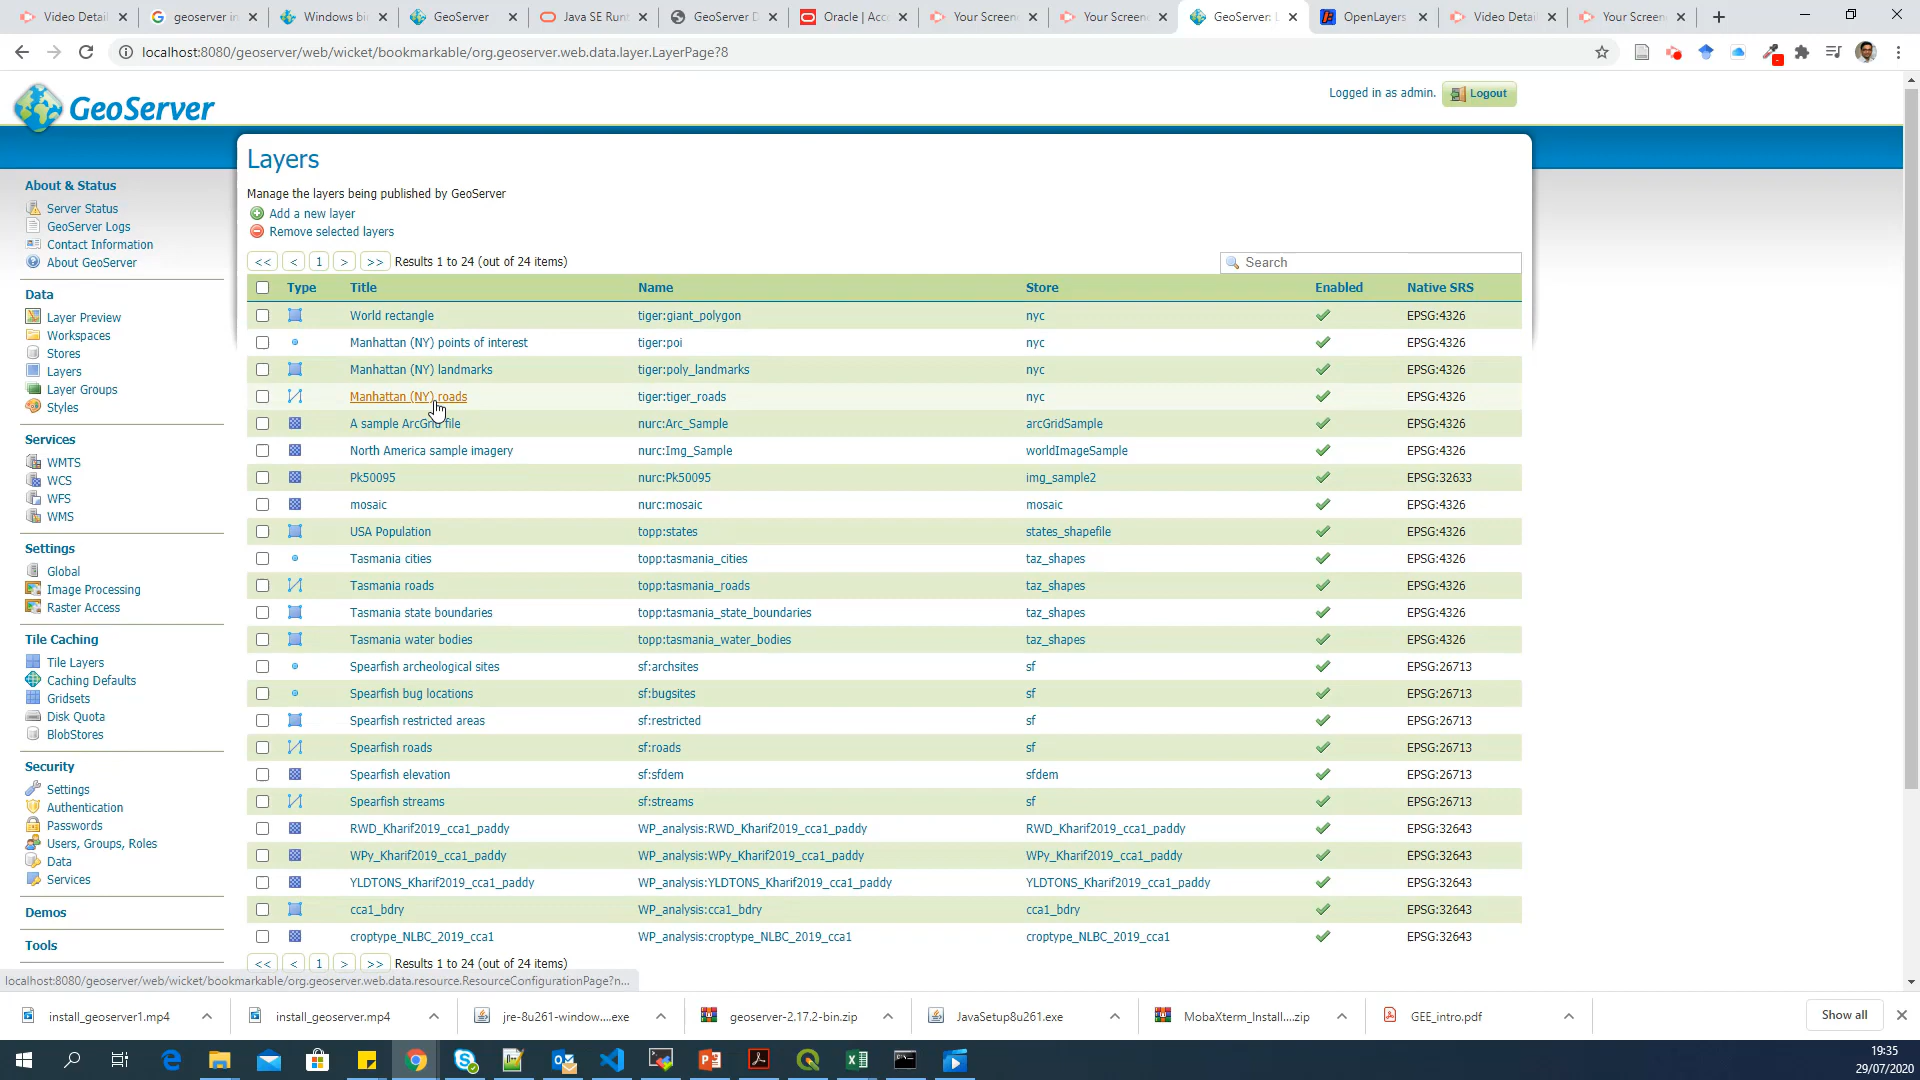 Video Detail
geoserver in
Windows bi
GeoServer
Java SE Run
GeoServer D
Oracle | Acc
Your Screen
Your Screen
GeoServer: L
OpenLayers
Video Detai
Your Screen
localhost:8080/geoserver/web/wicket/bookmarkable/org.geoserver.web.data.layer.LayerPage?8
GeoServer
Logged in as admin.
Logout
About & Status
Server Status
GeoServer Logs
Contact Information
About GeoServer
Data
Layer Preview
Workspaces
Stores
Layers
Layer Groups
Styles
Services
WMTS
WCS
WFS
WMS
Settings
Global
Image Processing
Raster Access
Tile Caching
Tile Layers
Caching Defaults
Gridsets
Disk Quota
BlobStores
Security
Settings
Authentication
Passwords
Users, Groups, Roles
Data
Services
Demos
Tools
Layers
Manage the layers being published by GeoServer
Add a new layer
Remove selected layers
<< < 1 > >> Results 1 to 24 (out of 24 items)
Search
Type Title Name Store Enabled Native SRS
World rectangle tiger:giant_polygon nyc EPSG:4326
Manhattan (NY) points of interest tiger:poi nyc EPSG:4326
Manhattan (NY) landmarks tiger:poly_landmarks nyc EPSG:4326
Manhattan (NY) roads tiger:tiger_roads nyc EPSG:4326
A sample ArcGrid file nurc:Arc_Sample arcGridSample EPSG:4326
North America sample imagery nurc:Img_Sample worldImageSample EPSG:4326
Pk50095 nurc:Pk50095 img_sample2 EPSG:32633
mosaic nurc:mosaic mosaic EPSG:4326
USA Population topp:states states_shapefile EPSG:4326
Tasmania cities topp:tasmania_cities taz_shapes EPSG:4326
Tasmania roads topp:tasmania_roads taz_shapes EPSG:4326
Tasmania state boundaries topp:tasmania_state_boundaries taz_shapes EPSG:4326
Tasmania water bodies topp:tasmania_water_bodies taz_shapes EPSG:4326
Spearfish archeological sites sf:archsites sf EPSG:26713
Spearfish bug locations sf:bugsites sf EPSG:26713
Spearfish restricted areas sf:restricted sf EPSG:26713
Spearfish roads sf:roads sf EPSG:26713
Spearfish elevation sf:sfdem sfdem EPSG:26713
Spearfish streams sf:streams sf EPSG:26713
RWD_Kharif2019_cca1_paddy WP_analysis:RWD_Kharif2019_cca1_paddy RWD_Kharif2019_cca1_paddy EPSG:32643
WPy_Kharif2019_cca1_paddy WP_analysis:WPy_Kharif2019_cca1_paddy WPy_Kharif2019_cca1_paddy EPSG:32643
YLDTONS_Kharif2019_cca1_paddy WP_analysis:YLDTONS_Kharif2019_cca1_paddy YLDTONS_Kharif2019_cca1_paddy EPSG:32643
cca1_bdry WP_analysis:cca1_bdry cca1_bdry EPSG:32643
croptype_NLBC_2019_cca1 WP_analysis:croptype_NLBC_2019_cca1 croptype_NLBC_2019_cca1 EPSG:32643
<< < 1 > >> Results 1 to 24 (out of 24 items)
localhost:8080/geoserver/web/wicket/bookmarkable/org.geoserver.web.data.resource.ResourceConfigurationPage?n...
install_geoserver1.mp4
install_geoserver.mp4
jre-8u261-window....exe
geoserver-2.17.2-bin.zip
JavaSetup8u261.exe
MobaXterm_Install....zip
GEE_intro.pdf
Show all
19:35
29/07/2020